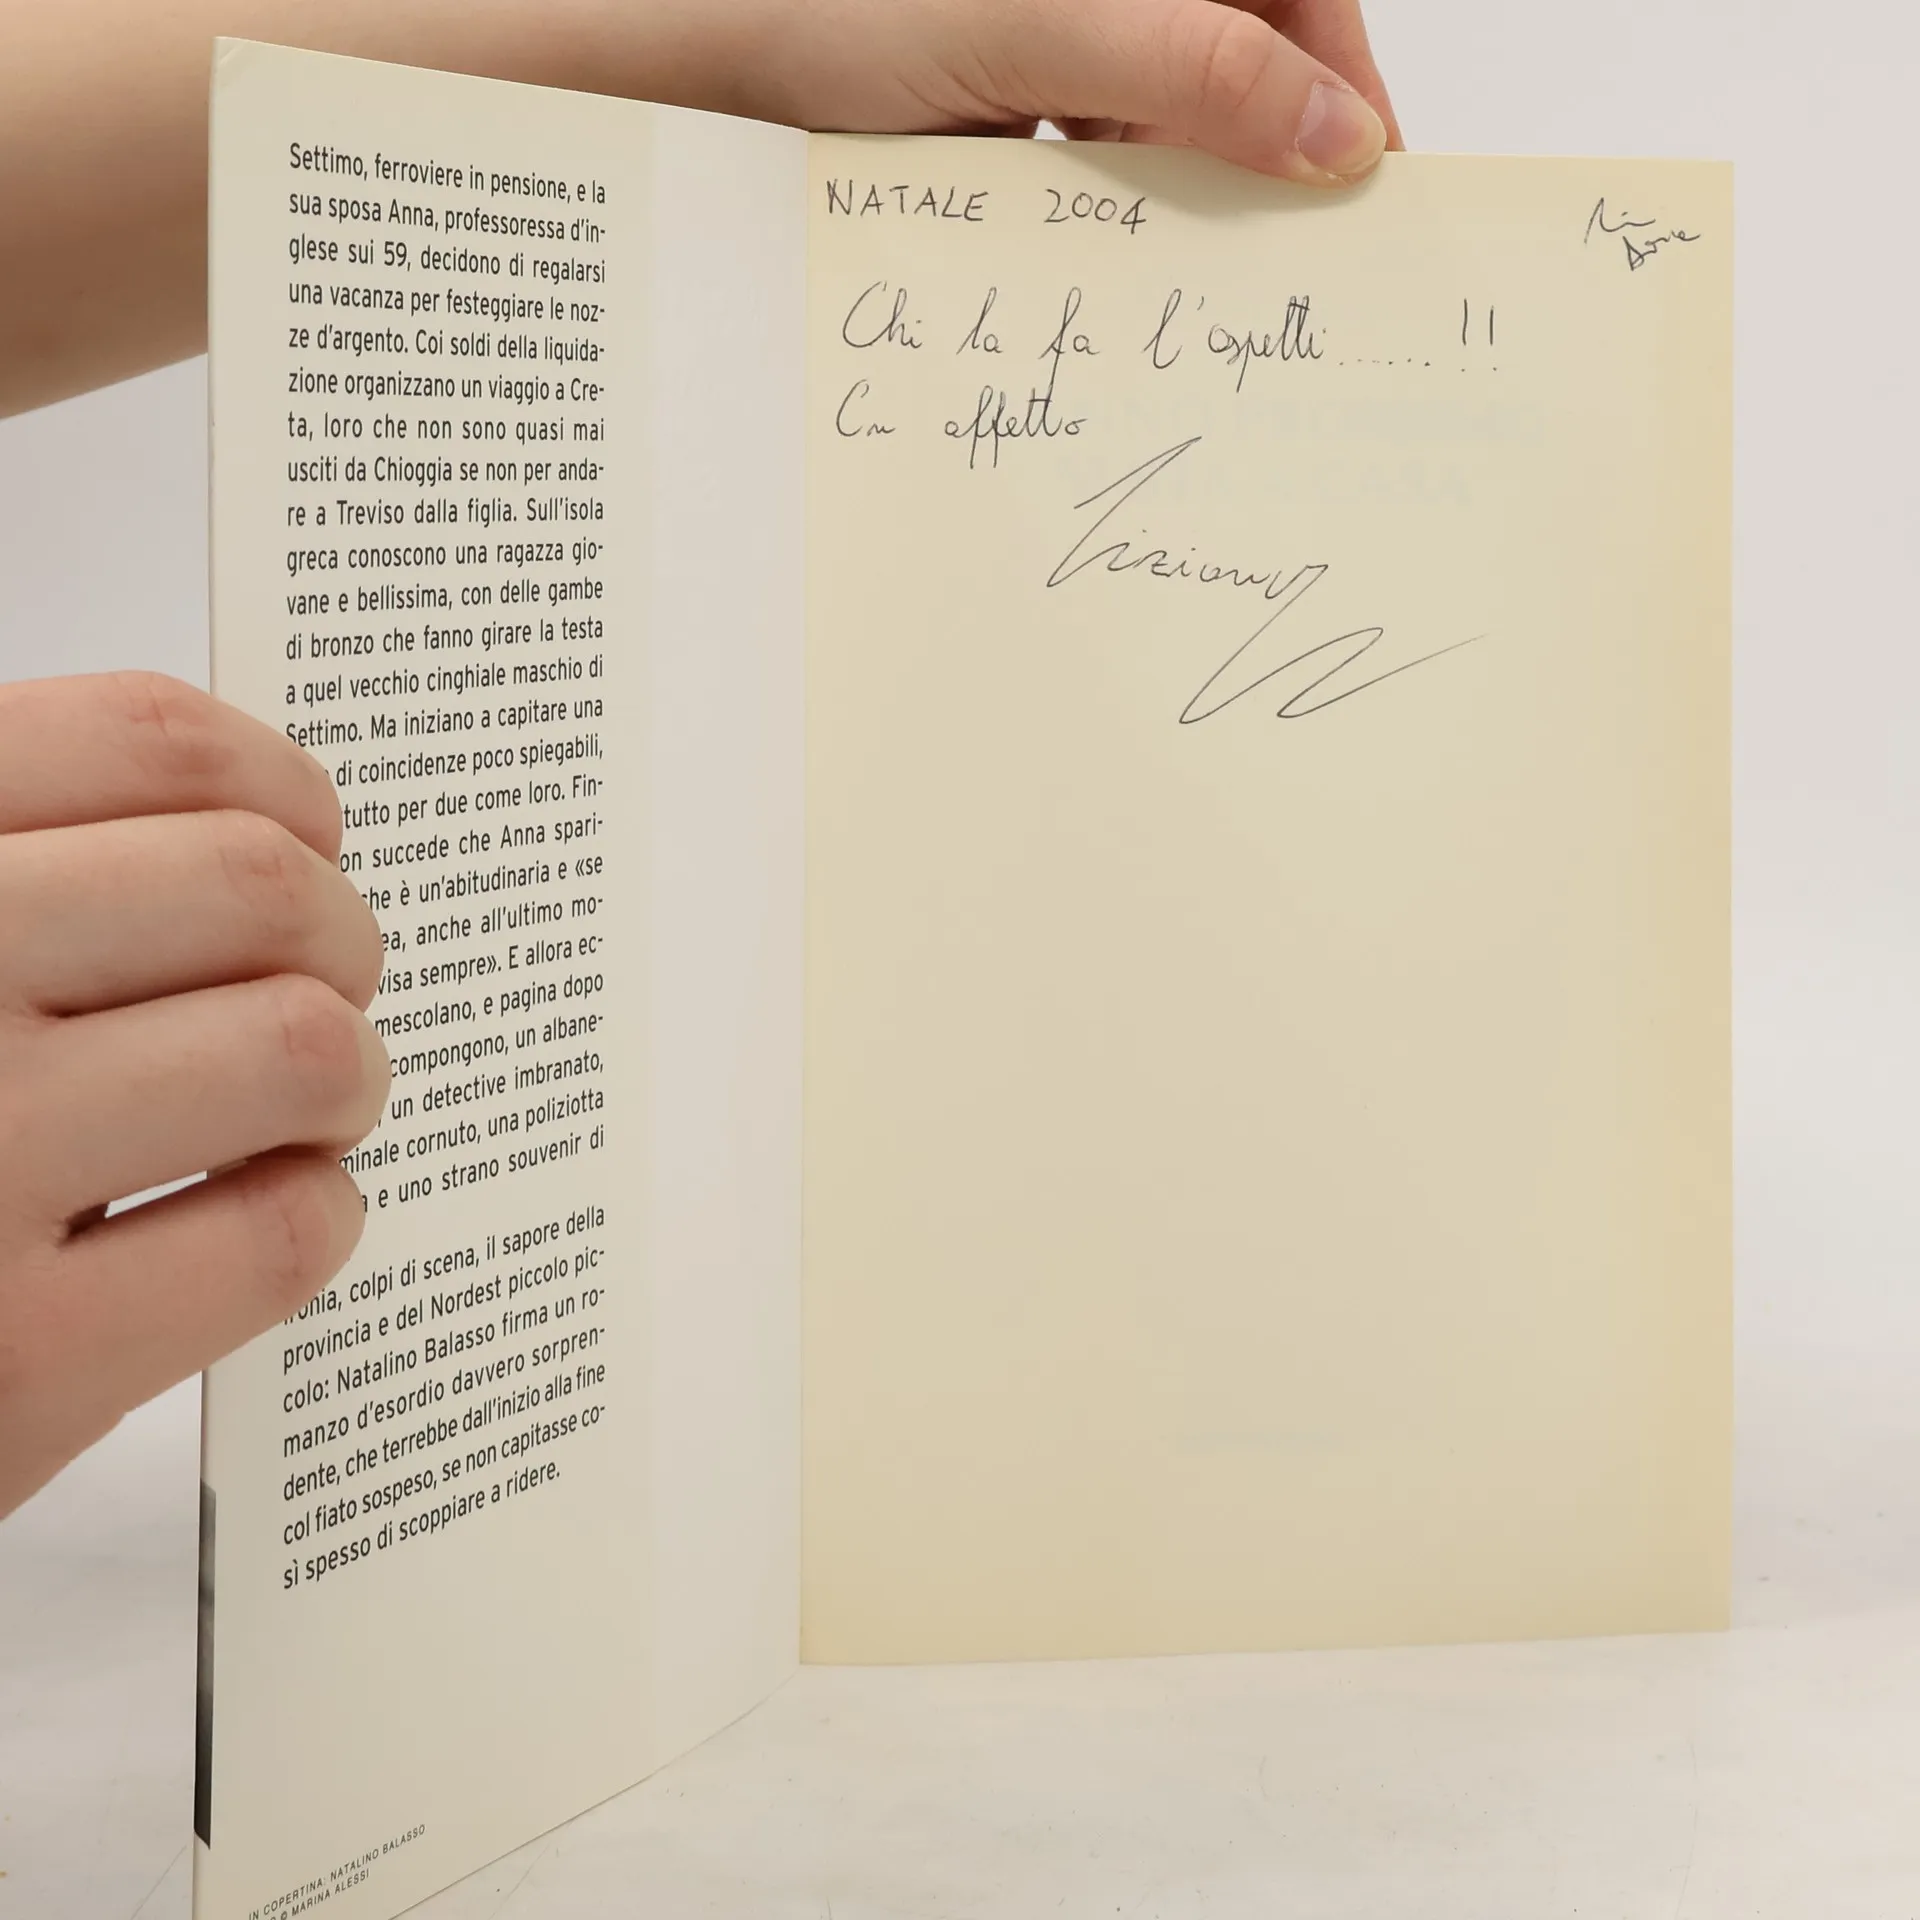 Settimo, ferroviere in pensione, e la
sua sposa Anna, professoressa d'in-
glese sui 59, decidono di regalarsi
una vacanza per festeggiare le noz-
ze d'argento. Coi soldi della liquida-
zione organizzano un viaggio a Cre-
ta, loro che non sono quasi mai
usciti da Chioggia se non per anda-
re a Treviso dalla figlia. Sull'isola
greca conoscono una ragazza gio-
vane e bellissima, con delle gambe
di bronzo che fanno girare la testa
a quel vecchio cinghiale maschio di
Settimo. Ma iniziano a capitare una
di coincidenze poco spiegabili,
tutto per due come loro. Fin-
on succede che Anna spari-
che è un'abitudinaria e «se
ea, anche all'ultimo mo-
visa sempre». E allora ec-
mescolano, e pagina dopo
compongono, un albane-
, un detective imbranato,
minale cornuto, una poliziotta
a e uno strano souvenir di
ironia, colpi di scena, il sapore della
provincia e del Nordest piccolo pic-
colo: Natalino Balasso firma un ro-
manzo d'esordio davvero sorpren-
dente, che terrebbe dall'inizio alla fine
col fiato sospeso, se non capitasse co-
sì spesso di scoppiare a ridere.
IN COPERTINA: NATALINO BALASSO
© MARINA ALESSI
NATALE 2004
Chi la fa l'aspetti......!!
Con affetto
Tiziano